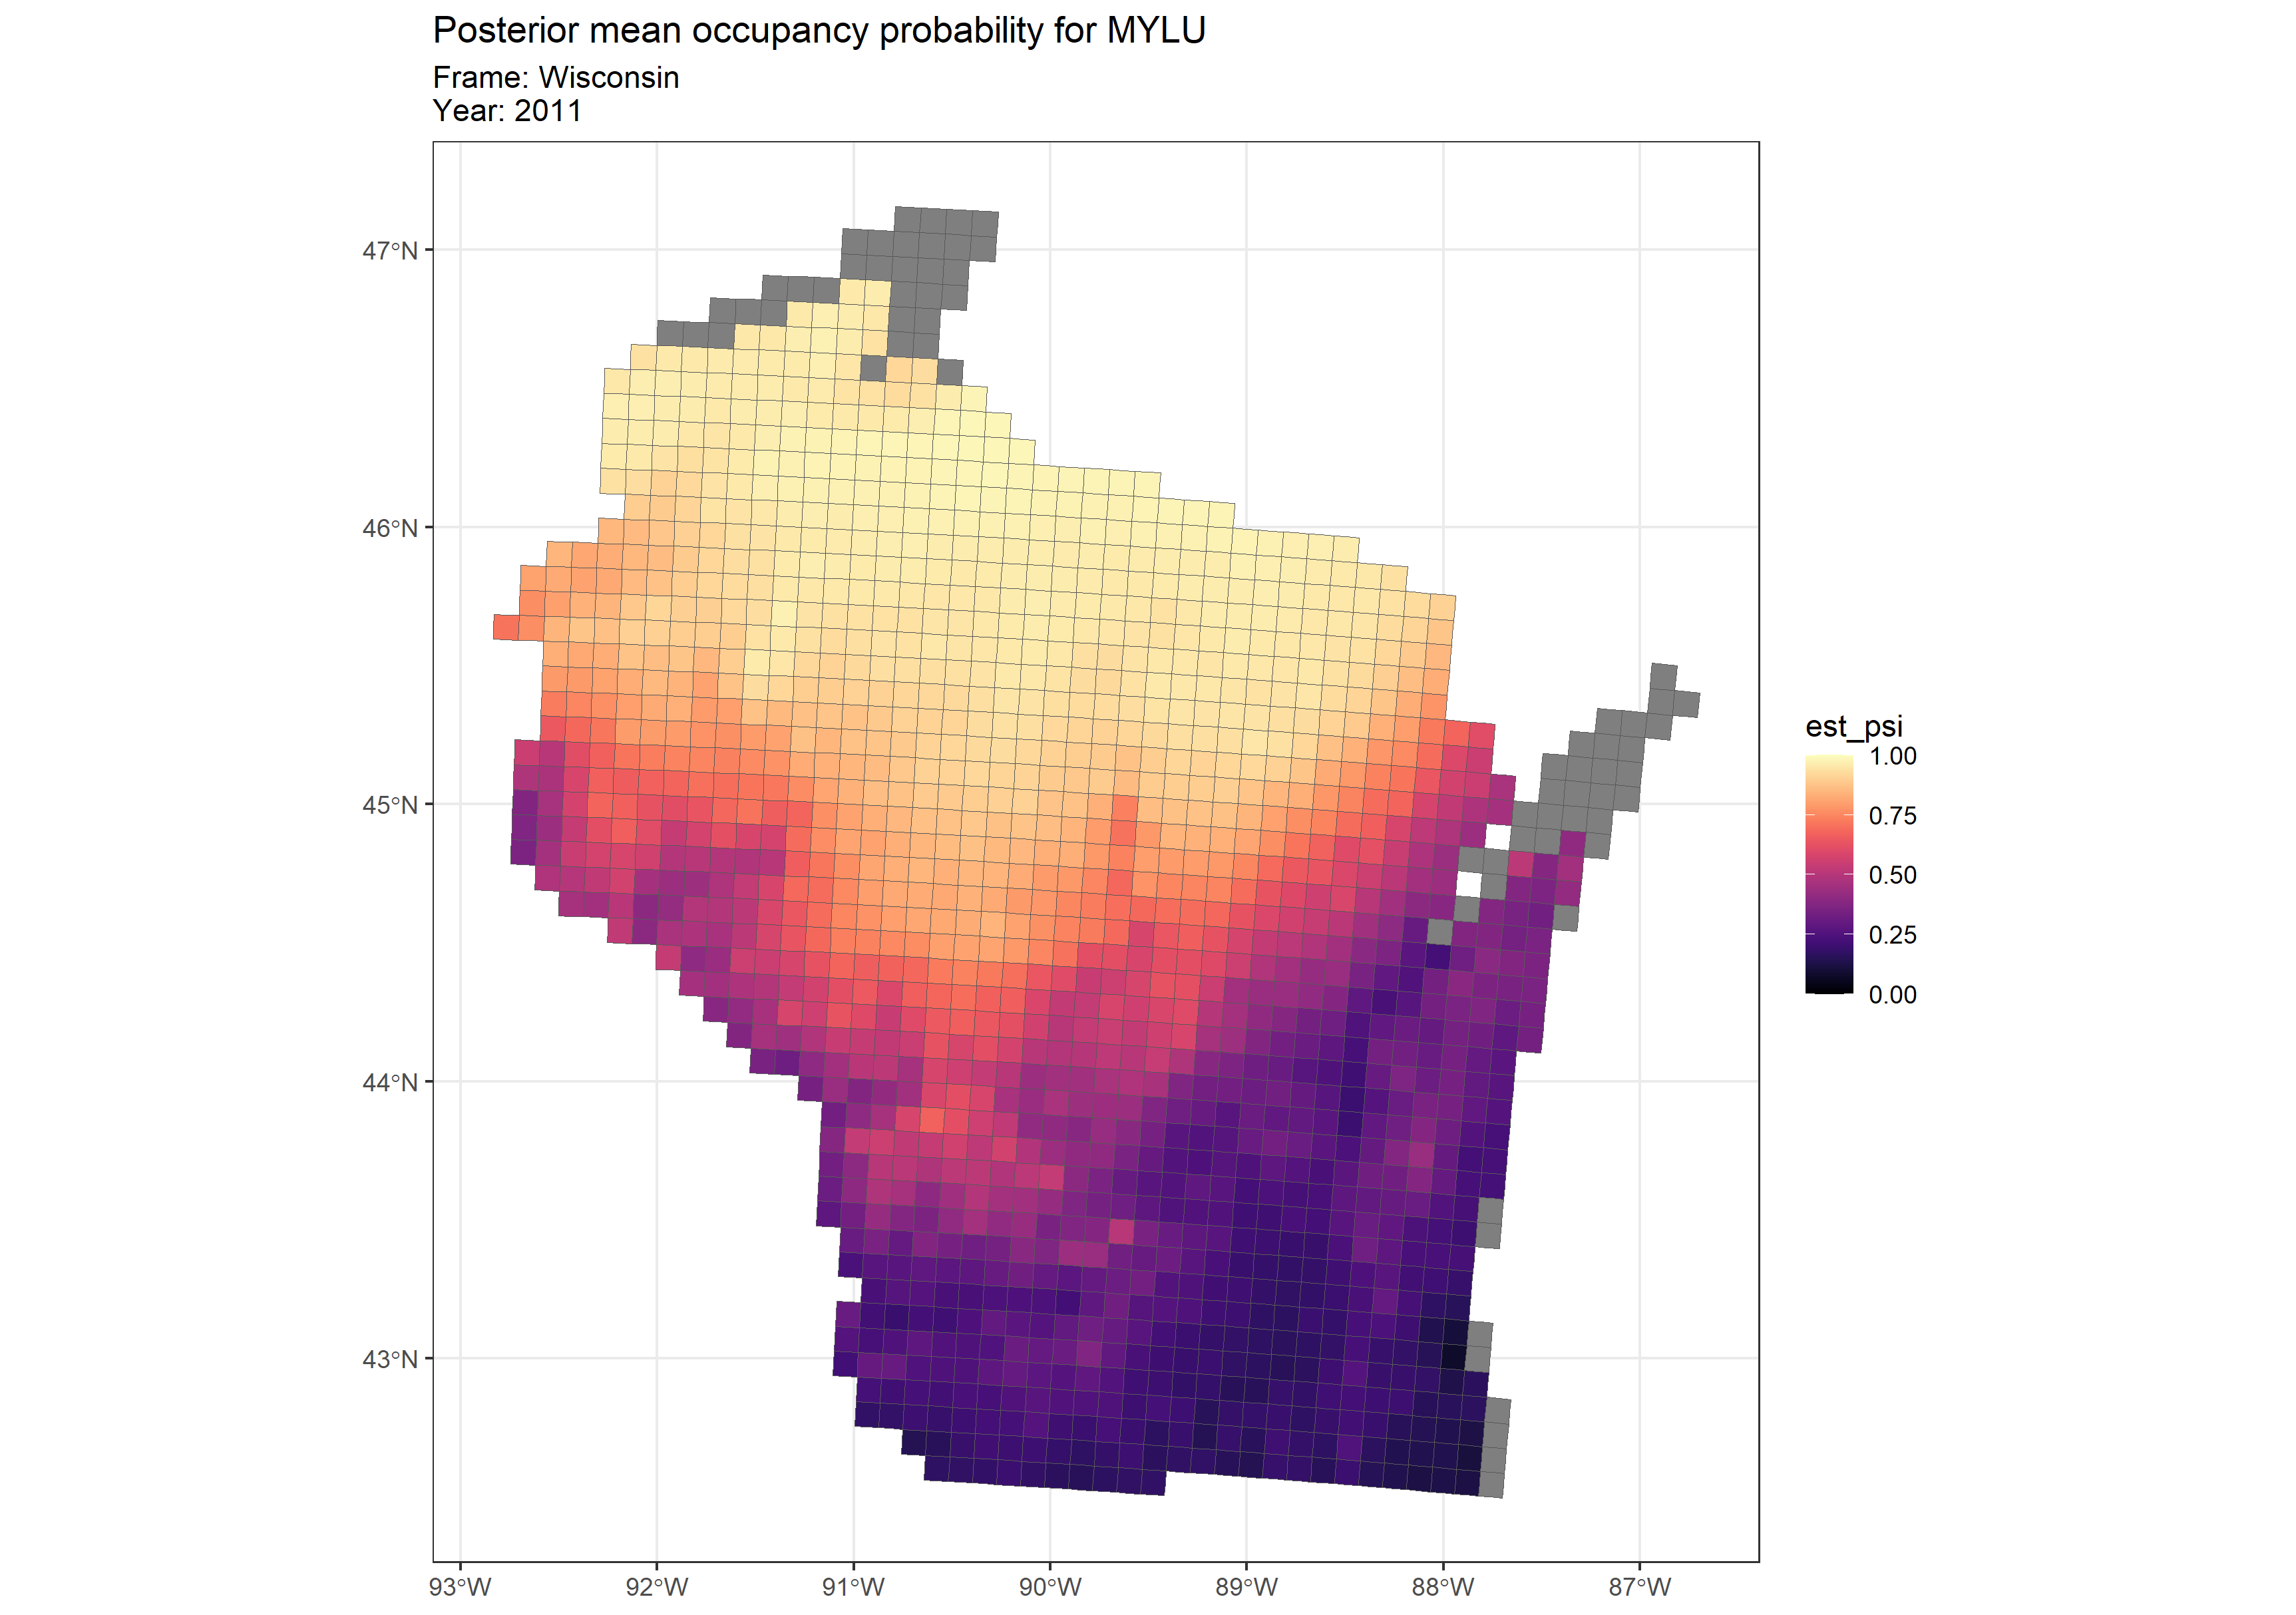 Posterior mean occupancy probability for MYLU
Frame: Wisconsin
Year: 2011
47°N
46°N
45°N
44°N
43°N
93°W 92°W 91°W 90°W 89°W 88°W 87°W
est_psi
1.00
0.75
0.50
0.25
0.00